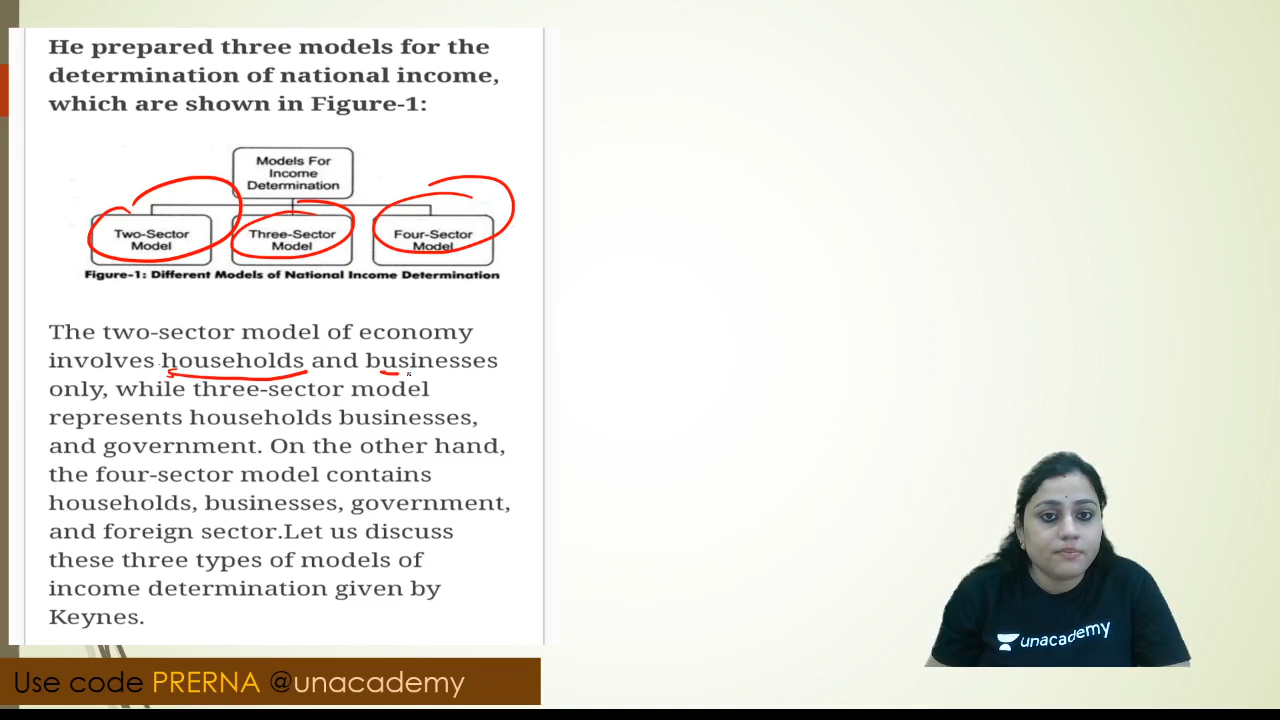 He prepared three models for the
determination of national income,
which are shown in Figure-1:
Models For
Income
Determination
Two-Sector
Model
Three-Sector
Model
Four-Sector
Model
Figure-1: Different Models of National Income Determination
The two-sector model of economy
involves households and businesses
only, while three-sector model
represents households businesses,
and government. On the other hand,
the four-sector model contains
households, businesses, government,
and foreign sector.Let us discuss
these three types of models of
income determination given by
Keynes.
unacademy
Use code PRERNA @unacademy